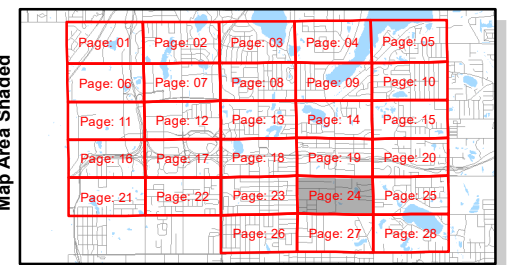 Map Area Shaded
Page: 01 Page: 02 Page: 03 Page: 04 Page: 05
Page: 06 Page: 07 Page: 08 Page: 09 Page: 10
Page: 11 Page: 12 Page: 13 Page: 14 Page: 15
Page: 16 Page: 17 Page: 18 Page: 19 Page: 20
Page: 21 Page: 22 Page: 23 Page: 24 Page: 25
Page: 26 Page: 27 Page: 28